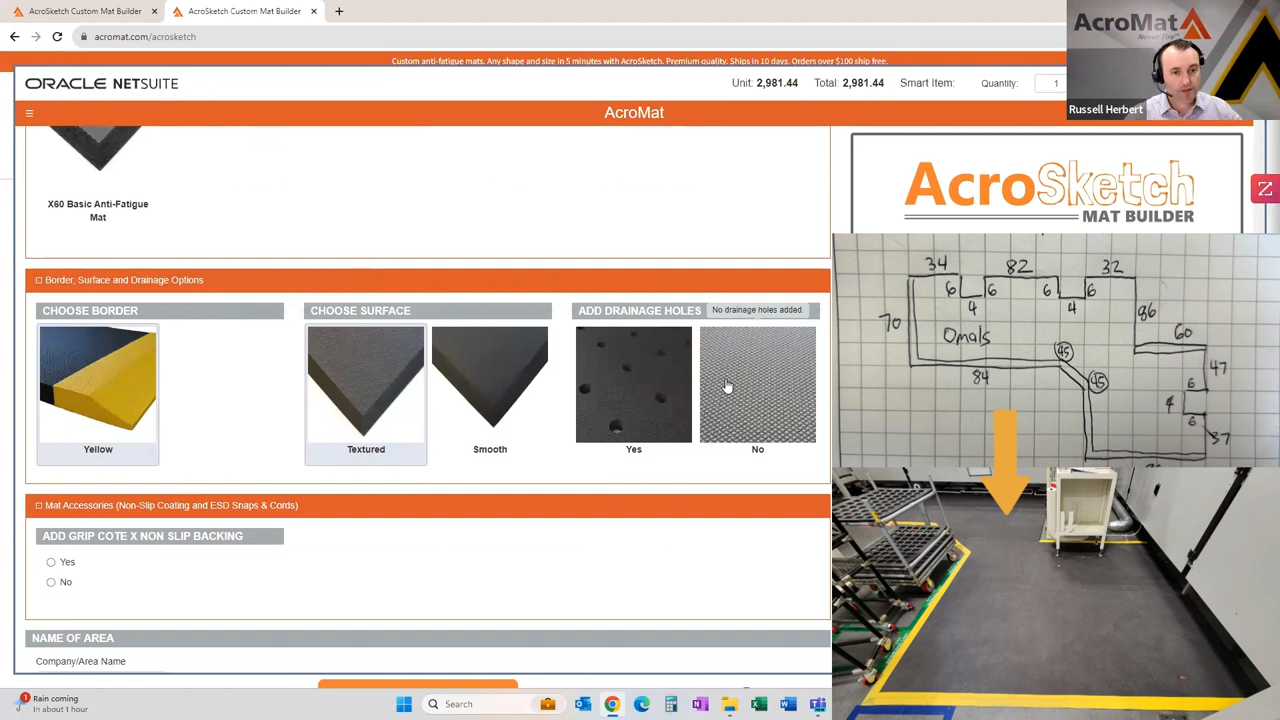 AcroSketch Custom Mat Builder
AcroSketch Custom Mat Builder
acromat.com/acrosketch
Custom anti-fatigue mats. Any shape and size in 5 minutes with AcroSketch. Premium quality. Ships in 10 days. Orders over $100 ship free.
ORACLE NETSUITE
Unit: 2,981.44 Total: 2,981.44 Smart Item: Quantity: 1
AcroMat
AcroMat
Never Tire™
Russell Herbert
X60 Basic Anti-Fatigue
Mat
Border, Surface and Drainage Options
CHOOSE BORDER
CHOOSE SURFACE
ADD DRAINAGE HOLES
No drainage holes added.
Yellow
Textured
Smooth
Yes
No
Mat Accessories (Non-Slip Coating and ESD Snaps & Cords)
ADD GRIP COTE X NON SLIP BACKING
Yes
No
NAME OF AREA
Company/Area Name
AcroSketch
MAT BUILDER
34 82 32
6 6 6 6
4 4
86
70
60
45
84
45
47
6
4
6
37
1
Rain coming
In about 1 hour
Search